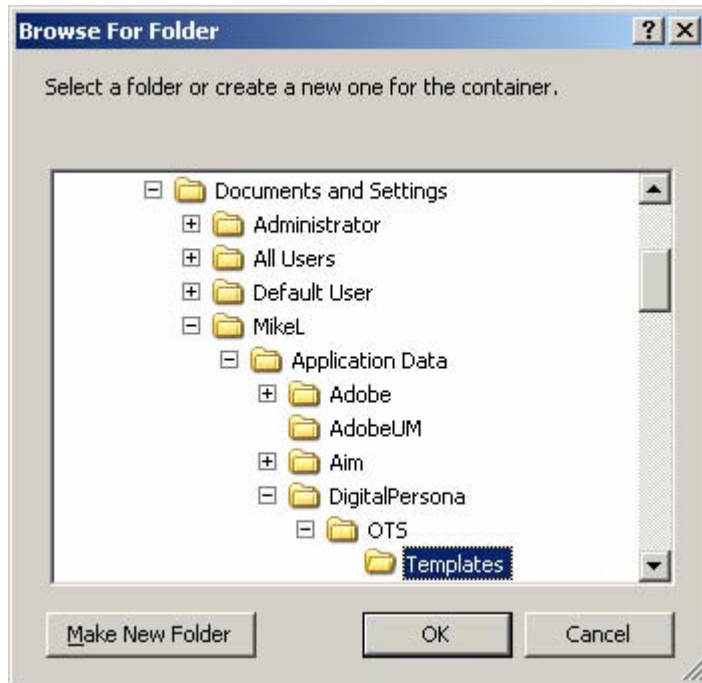 Browse For Folder
Select a folder or create a new one for the container.
Documents and Settings
Administrator
All Users
Default User
MikeL
Application Data
Adobe
AdobeUM
Aim
DigitalPersona
OTS
Templates
Make New Folder OK Cancel